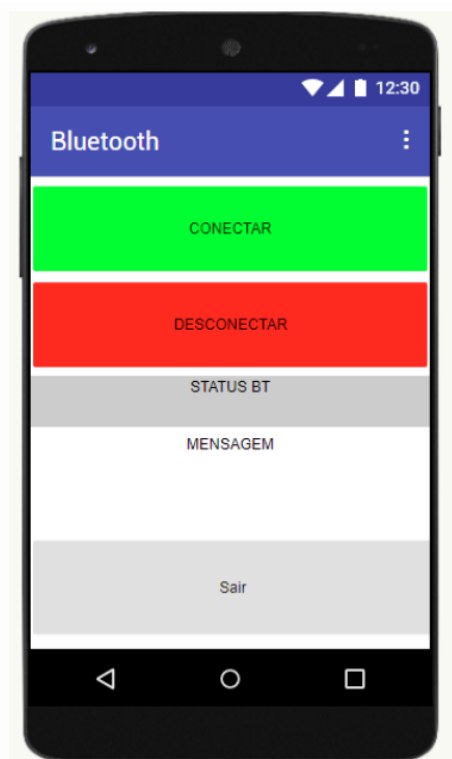 12:30
Bluetooth
CONECTAR
DESCONECTAR
STATUS BT
MENSAGEM
Sair